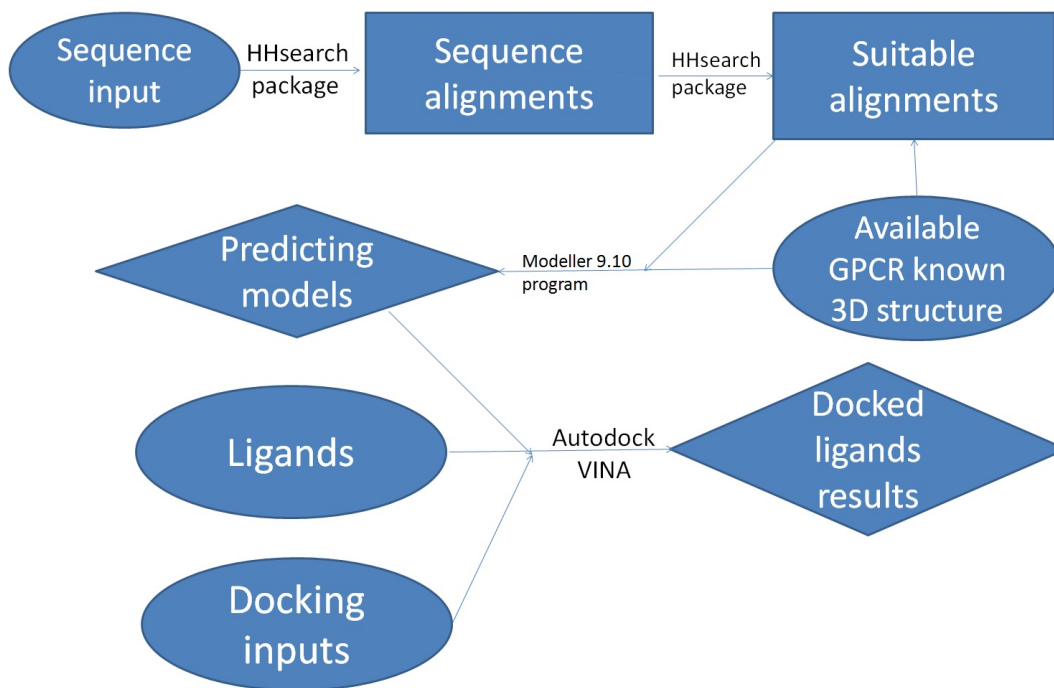 Sequence
input
HHsearch
package
Sequence
alignments
HHsearch
package
Suitable
alignments
Predicting
models
Modeller 9.10
program
Available
GPCR known
3D structure
Ligands
Autodock
VINA
Docked
ligands
results
Docking
inputs